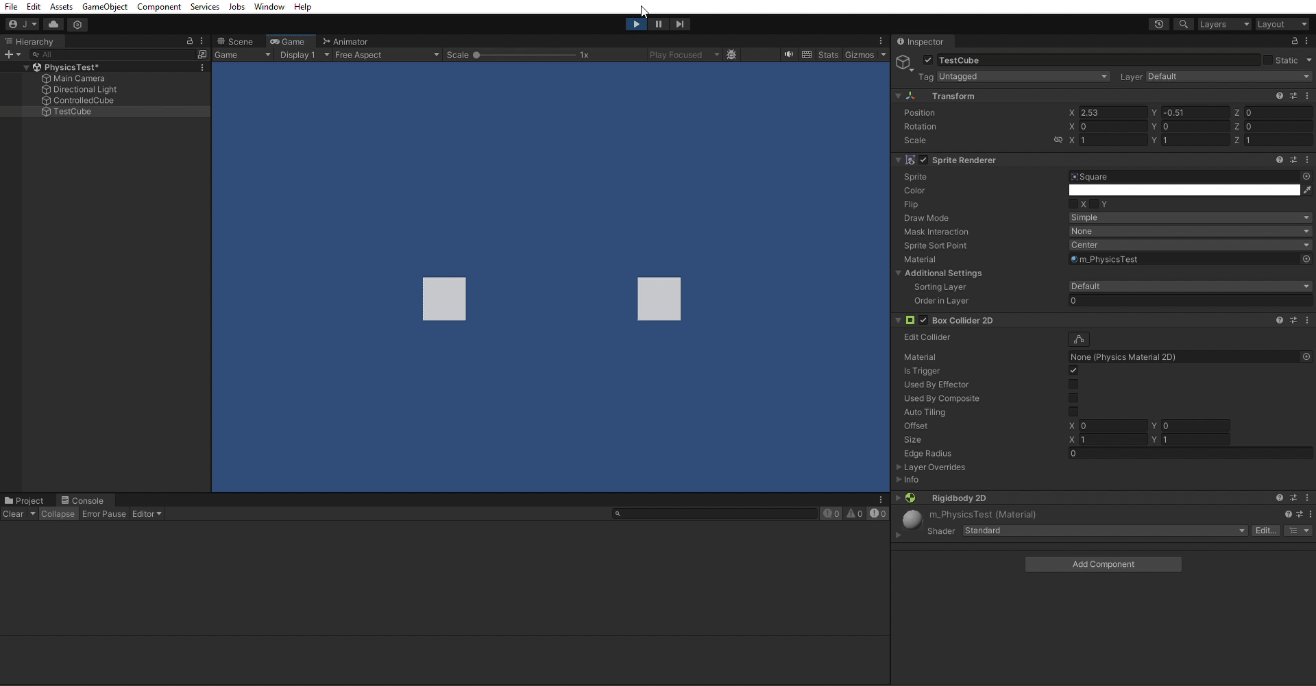 File Edit Assets GameObject Component Services Jobs Window Help
J Layers Layout
Hierarchy
All
PhysicsTest*
Main Camera
Directional Light
ControlledCube
TestCube
Scene Game Animator
Game Display 1 Free Aspect Scale 1x Play Focused Stats Gizmos
Project Console
Clear Collapse Error Pause Editor 0 0 0
Inspector
TestCube Static
Tag Untagged Layer Default
Transform
Position X 2.53 Y -0.51 Z 0
Rotation X 0 Y 0 Z 0
Scale X 1 Y 1 Z 1
Sprite Renderer
Sprite Square
Color
Flip X Y
Draw Mode Simple
Mask Interaction None
Sprite Sort Point Center
Material m_PhysicsTest
Additional Settings
Sorting Layer Default
Order in Layer 0
Box Collider 2D
Edit Collider
Material None (Physics Material 2D)
Is Trigger
Used By Effector
Used By Composite
Auto Tiling
Offset X 0 Y 0
Size X 1 Y 1
Edge Radius 0
Layer Overrides
Info
Rigidbody 2D
m_PhysicsTest (Material)
Shader Standard Edit...
Add Component